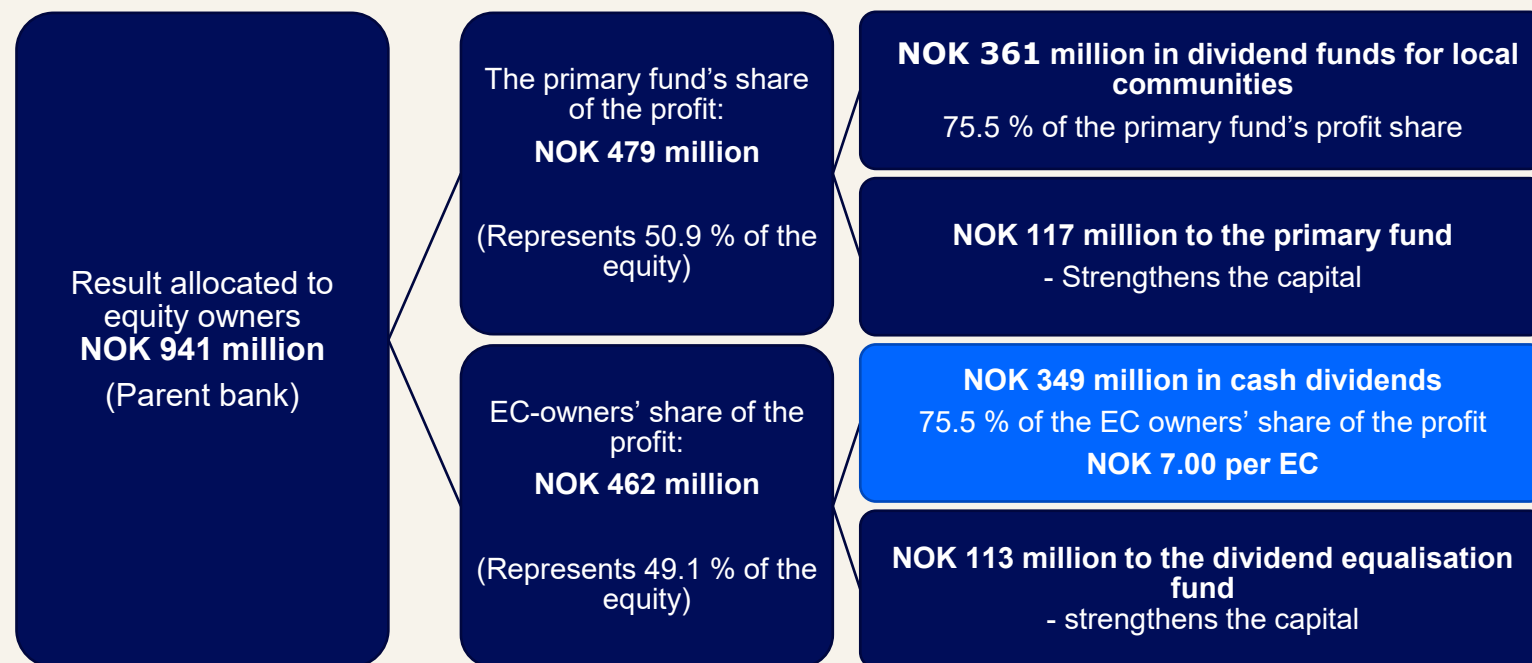 Result allocated to
equity owners
NOK 941 million
(Parent bank)
The primary fund’s share
of the profit:
NOK 479 million
(Represents 50.9 % of the
equity)
EC-owners’ share of the
profit:
NOK 462 million
(Represents 49.1 % of the
equity)
NOK 361 million in dividend funds for local
communities
75.5 % of the primary fund’s profit share
NOK 117 million to the primary fund
- Strengthens the capital
NOK 349 million in cash dividends
75.5 % of the EC owners’ share of the profit
NOK 7.00 per EC
NOK 113 million to the dividend equalisation
fund
- strengthens the capital